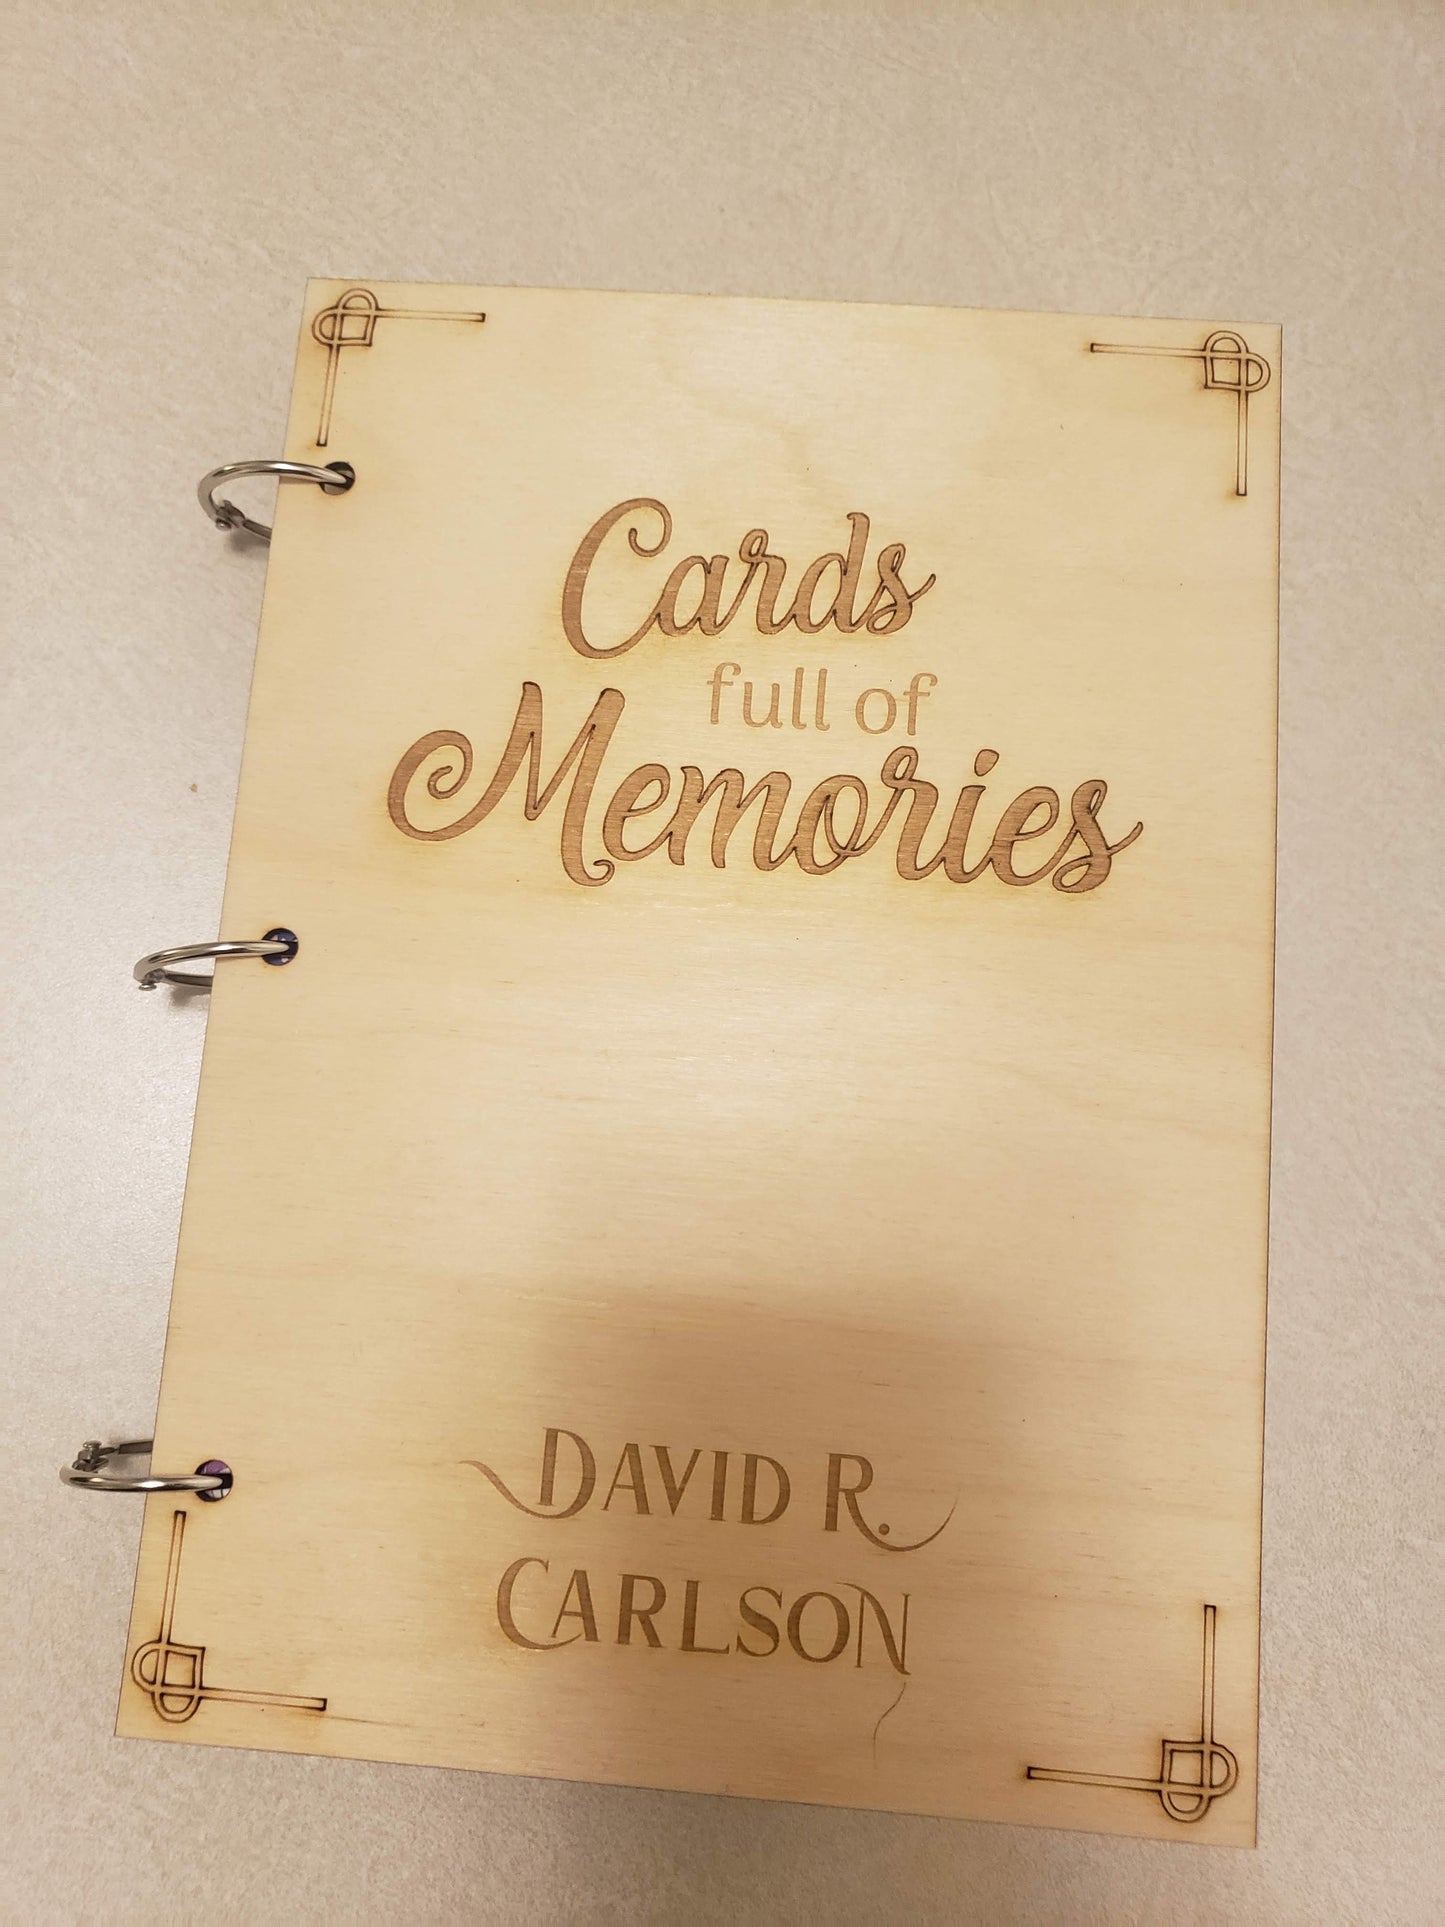 Cards
full of
Memories
DAVID R.
CARLSON